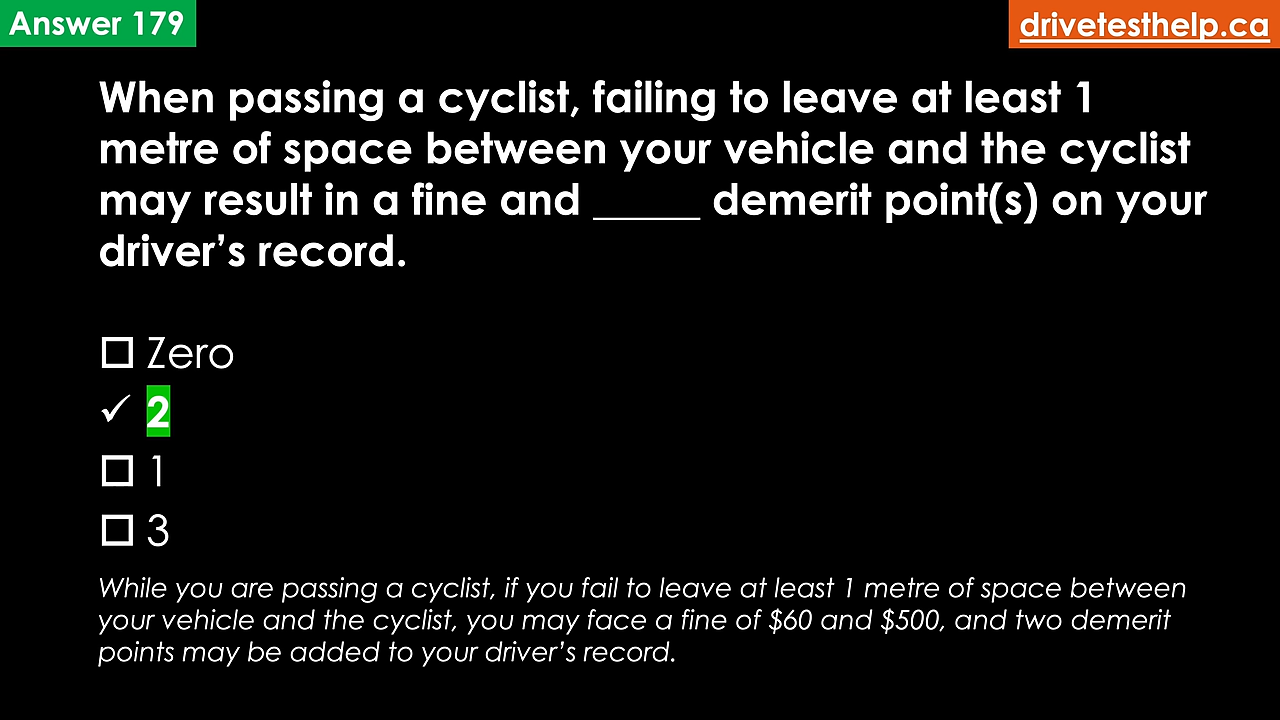 Answer 179
drivetesthelp.ca
When passing a cyclist, failing to leave at least 1
metre of space between your vehicle and the cyclist
may result in a fine and _____ demerit point(s) on your
driver’s record.
☐ Zero
✓ 2
☐ 1
☐ 3
While you are passing a cyclist, if you fail to leave at least 1 metre of space between
your vehicle and the cyclist, you may face a fine of $60 and $500, and two demerit
points may be added to your driver’s record.